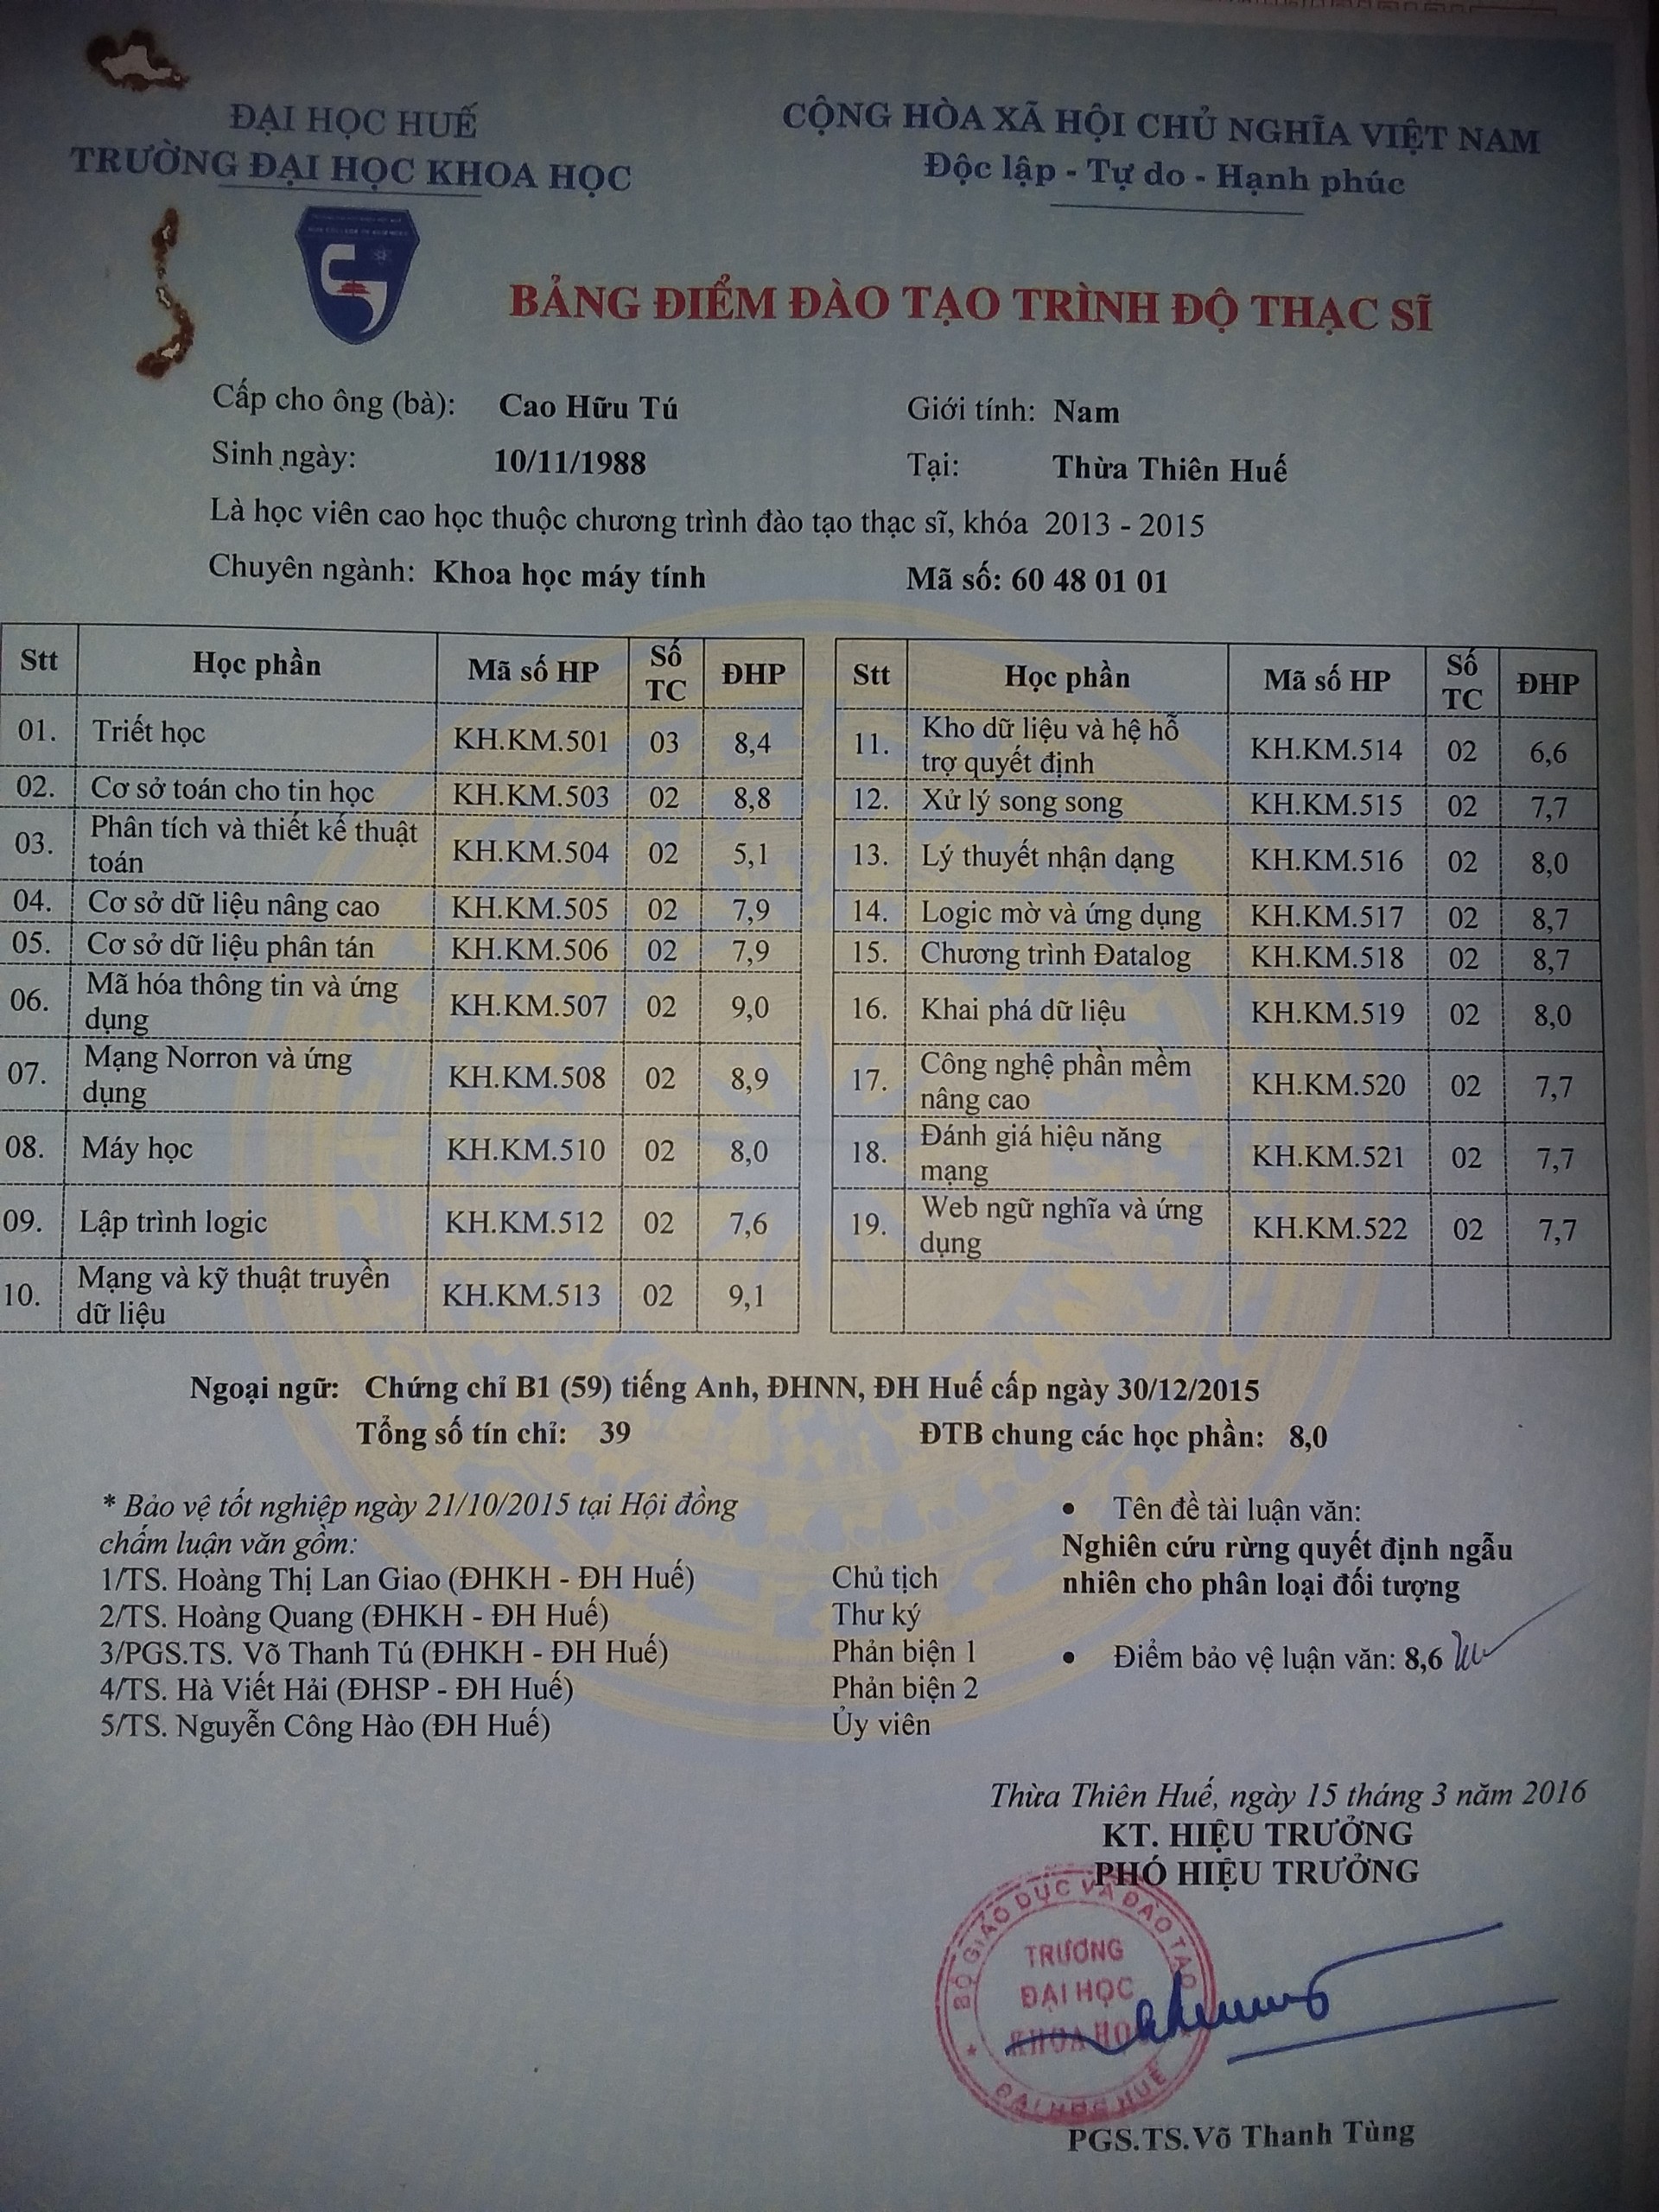 ĐẠI HỌC HUẾ
TRƯỜNG ĐẠI HỌC KHOA HỌC
CỘNG HÒA XÃ HỘI CHỦ NGHĨA VIỆT NAM
Độc lập - Tự do - Hạnh phúc
BẢNG ĐIỂM ĐÀO TẠO TRÌNH ĐỘ THẠC SĨ
Cấp cho ông (bà): Cao Hữu Tú Giới tính: Nam
Sinh ngày: 10/11/1988 Tại: Thừa Thiên Huế
Là học viên cao học thuộc chương trình đào tạo thạc sĩ, khóa 2013 - 2015
Chuyên ngành: Khoa học máy tính Mã số: 60 48 01 01
Stt Học phần Mã số HP Số TC ĐHP
01. Triết học KH.KM.501 03 8,4
02. Cơ sở toán cho tin học KH.KM.503 02 8,8
03. Phân tích và thiết kế thuật toán KH.KM.504 02 5,1
04. Cơ sở dữ liệu nâng cao KH.KM.505 02 7,9
05. Cơ sở dữ liệu phân tán KH.KM.506 02 7,9
06. Mã hóa thông tin và ứng dụng KH.KM.507 02 9,0
07. Mạng Norron và ứng dụng KH.KM.508 02 8,9
08. Máy học KH.KM.510 02 8,0
09. Lập trình logic KH.KM.512 02 7,6
10. Mạng và kỹ thuật truyền dữ liệu KH.KM.513 02 9,1
Stt Học phần Mã số HP Số TC ĐHP
11. Kho dữ liệu và hệ hỗ trợ quyết định KH.KM.514 02 6,6
12. Xử lý song song KH.KM.515 02 7,7
13. Lý thuyết nhận dạng KH.KM.516 02 8,0
14. Logic mờ và ứng dụng KH.KM.517 02 8,7
15. Chương trình Đatalog KH.KM.518 02 8,7
16. Khai phá dữ liệu KH.KM.519 02 8,0
17. Công nghệ phần mềm nâng cao KH.KM.520 02 7,7
18. Đánh giá hiệu năng mạng KH.KM.521 02 7,7
19. Web ngữ nghĩa và ứng dụng KH.KM.522 02 7,7
Ngoại ngữ: Chứng chỉ B1 (59) tiếng Anh, ĐHNN, ĐH Huế cấp ngày 30/12/2015
Tổng số tín chỉ: 39 ĐTB chung các học phần: 8,0
* Bảo vệ tốt nghiệp ngày 21/10/2015 tại Hội đồng
chấm luận văn gồm:
1/TS. Hoàng Thị Lan Giao (ĐHKH - ĐH Huế) Chủ tịch
2/TS. Hoàng Quang (ĐHKH - ĐH Huế) Thư ký
3/PGS.TS. Võ Thanh Tú (ĐHKH - ĐH Huế) Phản biện 1
4/TS. Hà Viết Hải (ĐHSP - ĐH Huế) Phản biện 2
5/TS. Nguyễn Công Hào (ĐH Huế) Ủy viên
• Tên đề tài luận văn:
Nghiên cứu rừng quyết định ngẫu
nhiên cho phân loại đối tượng
• Điểm bảo vệ luận văn: 8,6
Thừa Thiên Huế, ngày 15 tháng 3 năm 2016
KT. HIỆU TRƯỞNG
PHÓ HIỆU TRƯỞNG
BỘ GIÁO DỤC VÀ ĐÀO TẠO
TRƯỜNG
ĐẠI HỌC
KHOA HỌC
ĐẠI HỌC HUẾ
PGS.TS.Võ Thanh Tùng